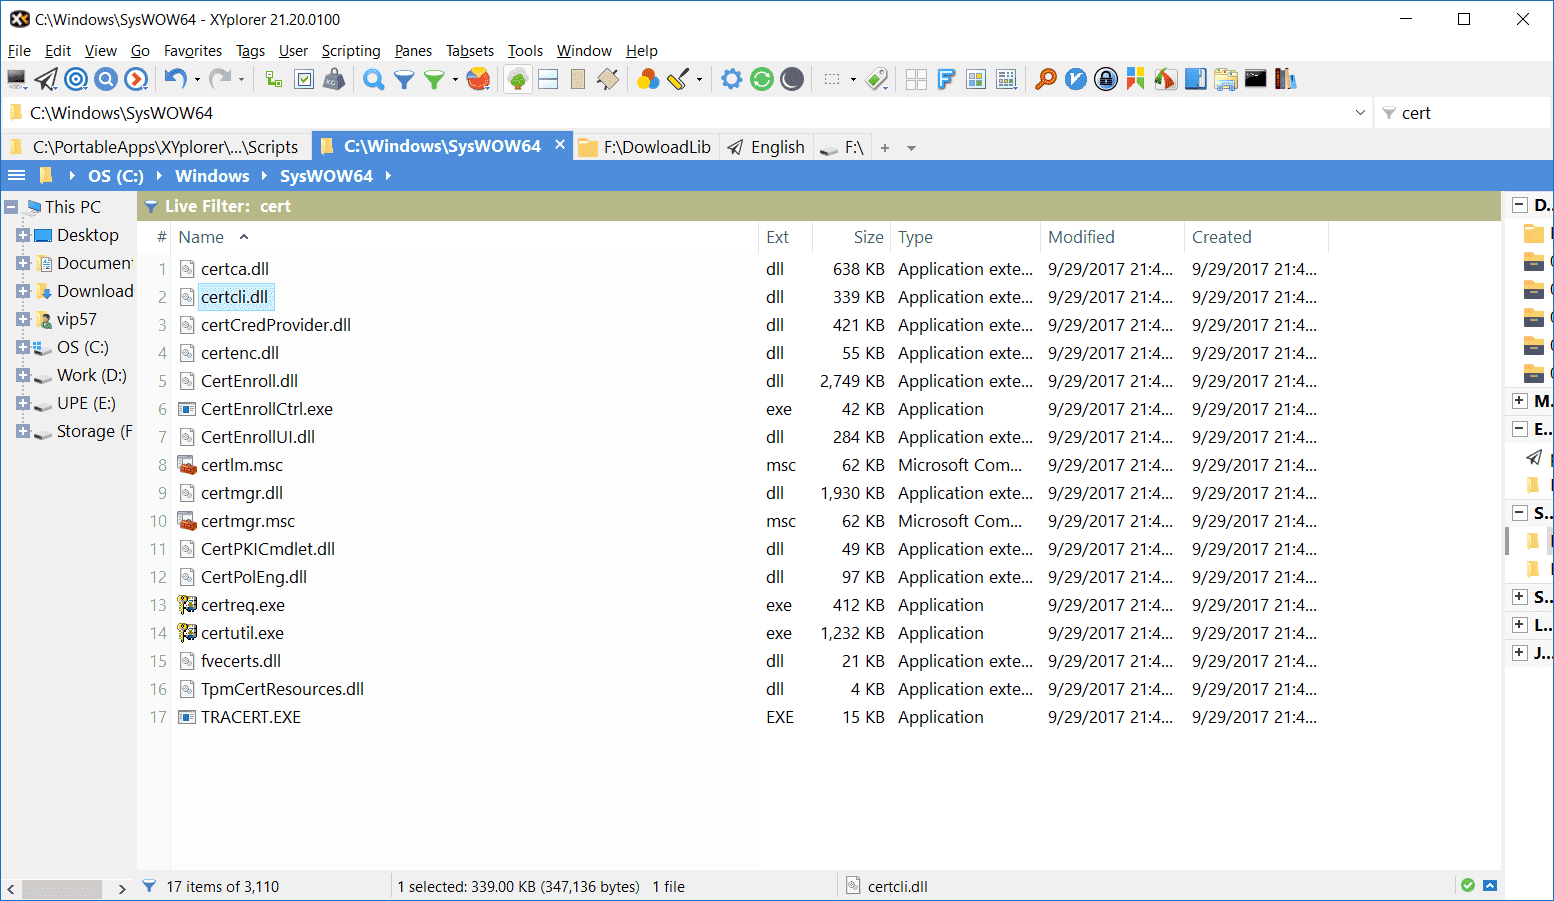 C:\Windows\SysWOW64 - XYplorer 21.20.0100
File Edit View Go Favorites Tags User Scripting Panes Tabsets Tools Window Help
C:\Windows\SysWOW64 cert
C:\PortableApps\XYplorer\...\Scripts C:\Windows\SysWOW64 F:\DowloadLib English F:\
OS (C:) Windows SysWOW64
This PC
Desktop
Document
Download
vip57
OS (C:)
Work (D:)
UPE (E:)
Storage (F
Live Filter: cert
# Name Ext Size Type Modified Created
1 certca.dll dll 638 KB Application exte... 9/29/2017 21:4... 9/29/2017 21:4...
2 certcli.dll dll 339 KB Application exte... 9/29/2017 21:4... 9/29/2017 21:4...
3 certCredProvider.dll dll 421 KB Application exte... 9/29/2017 21:4... 9/29/2017 21:4...
4 certenc.dll dll 55 KB Application exte... 9/29/2017 21:4... 9/29/2017 21:4...
5 CertEnroll.dll dll 2,749 KB Application exte... 9/29/2017 21:4... 9/29/2017 21:4...
6 CertEnrollCtrl.exe exe 42 KB Application 9/29/2017 21:4... 9/29/2017 21:4...
7 CertEnrollUI.dll dll 284 KB Application exte... 9/29/2017 21:4... 9/29/2017 21:4...
8 certlm.msc msc 62 KB Microsoft Com... 9/29/2017 21:4... 9/29/2017 21:4...
9 certmgr.dll dll 1,930 KB Application exte... 9/29/2017 21:4... 9/29/2017 21:4...
10 certmgr.msc msc 62 KB Microsoft Com... 9/29/2017 21:4... 9/29/2017 21:4...
11 CertPKICmdlet.dll dll 49 KB Application exte... 9/29/2017 21:4... 9/29/2017 21:4...
12 CertPolEng.dll dll 97 KB Application exte... 9/29/2017 21:4... 9/29/2017 21:4...
13 certreq.exe exe 412 KB Application 9/29/2017 21:4... 9/29/2017 21:4...
14 certutil.exe exe 1,232 KB Application 9/29/2017 21:4... 9/29/2017 21:4...
15 fvecerts.dll dll 21 KB Application exte... 9/29/2017 21:4... 9/29/2017 21:4...
16 TpmCertResources.dll dll 4 KB Application exte... 9/29/2017 21:4... 9/29/2017 21:4...
17 TRACERT.EXE EXE 15 KB Application 9/29/2017 21:4... 9/29/2017 21:4...
D...
M...
E...
S...
S...
L...
J...
17 items of 3,110 1 selected: 339.00 KB (347,136 bytes) 1 file certcli.dll